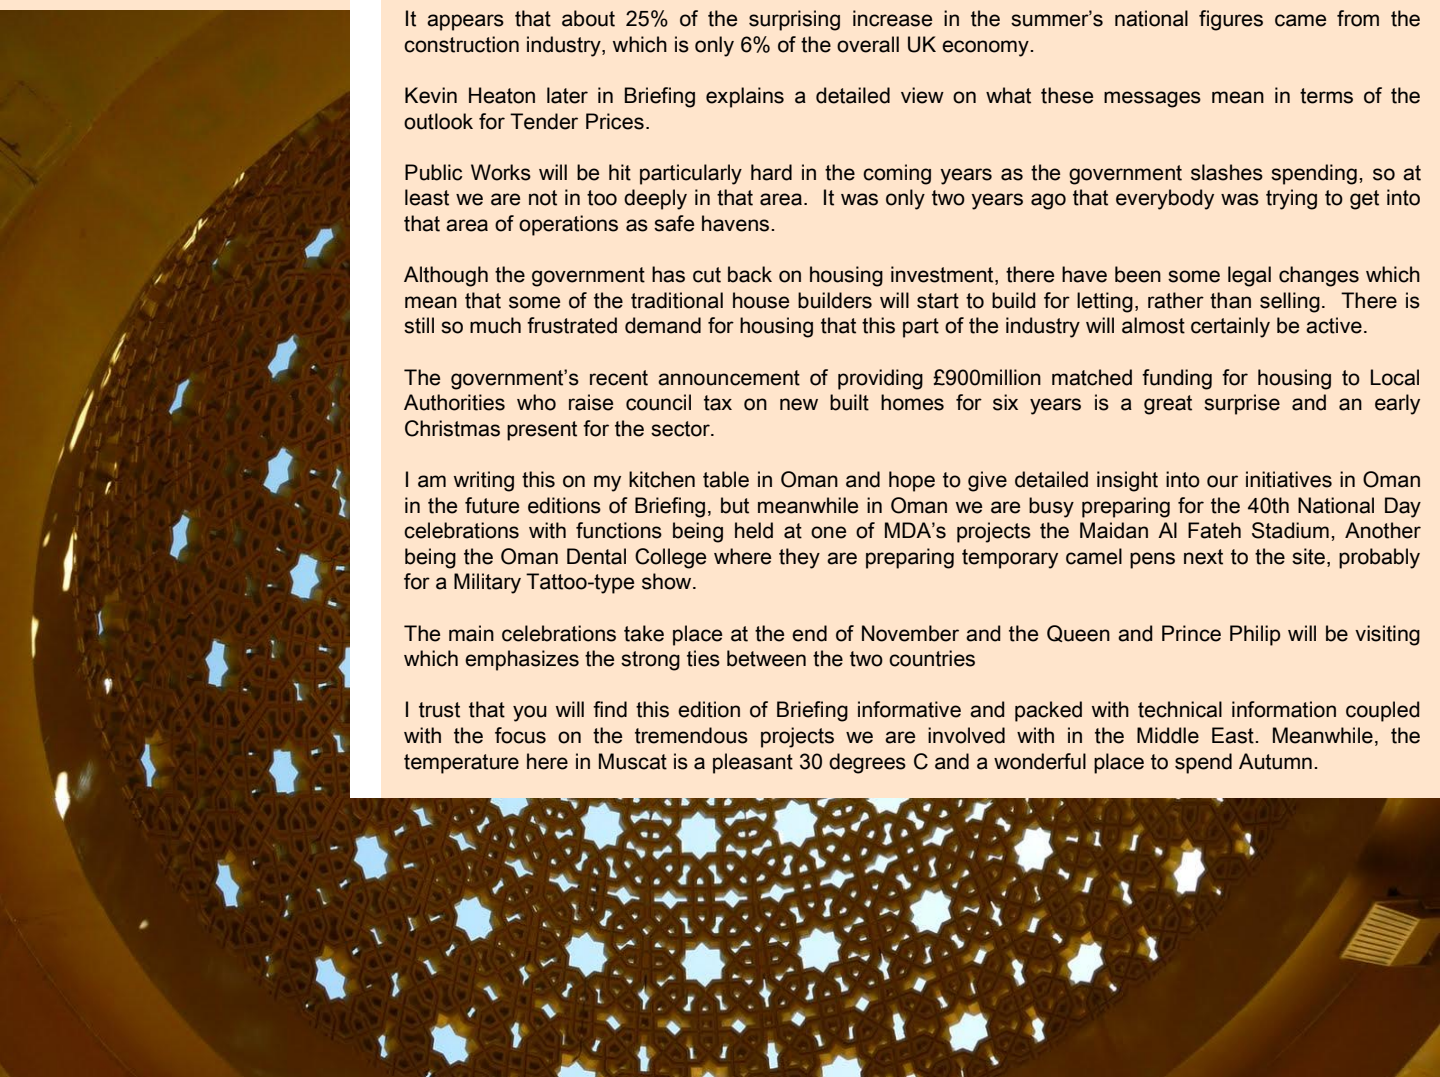 It appears that about 25% of the surprising increase in the summer’s national figures came from the
construction industry, which is only 6% of the overall UK economy.
Kevin Heaton later in Briefing explains a detailed view on what these messages mean in terms of the
outlook for Tender Prices.
Public Works will be hit particularly hard in the coming years as the government slashes spending, so at
least we are not in too deeply in that area.  It was only two years ago that everybody was trying to get into
that area of operations as safe havens.
Although the government has cut back on housing investment, there have been some legal changes which
mean that some of the traditional house builders will start to build for letting, rather than selling.  There is
still so much frustrated demand for housing that this part of the industry will almost certainly be active.
The government’s recent announcement of providing £900million matched funding for housing to Local
Authorities who raise council tax on new built homes for six years is a great surprise and an early
Christmas present for the sector.
I am writing this on my kitchen table in Oman and hope to give detailed insight into our initiatives in Oman
in the future editions of Briefing, but meanwhile in Oman we are busy preparing for the 40th National Day
celebrations with functions being held at one of MDA’s projects the Maidan Al Fateh Stadium, Another
being the Oman Dental College where they are preparing temporary camel pens next to the site, probably
for a Military Tattoo-type show.
The main celebrations take place at the end of November and the Queen and Prince Philip will be visiting
which emphasizes the strong ties between the two countries
I trust that you will find this edition of Briefing informative and packed with technical information coupled
with the focus on the tremendous projects we are involved with in the Middle East. Meanwhile, the
temperature here in Muscat is a pleasant 30 degrees C and a wonderful place to spend Autumn.